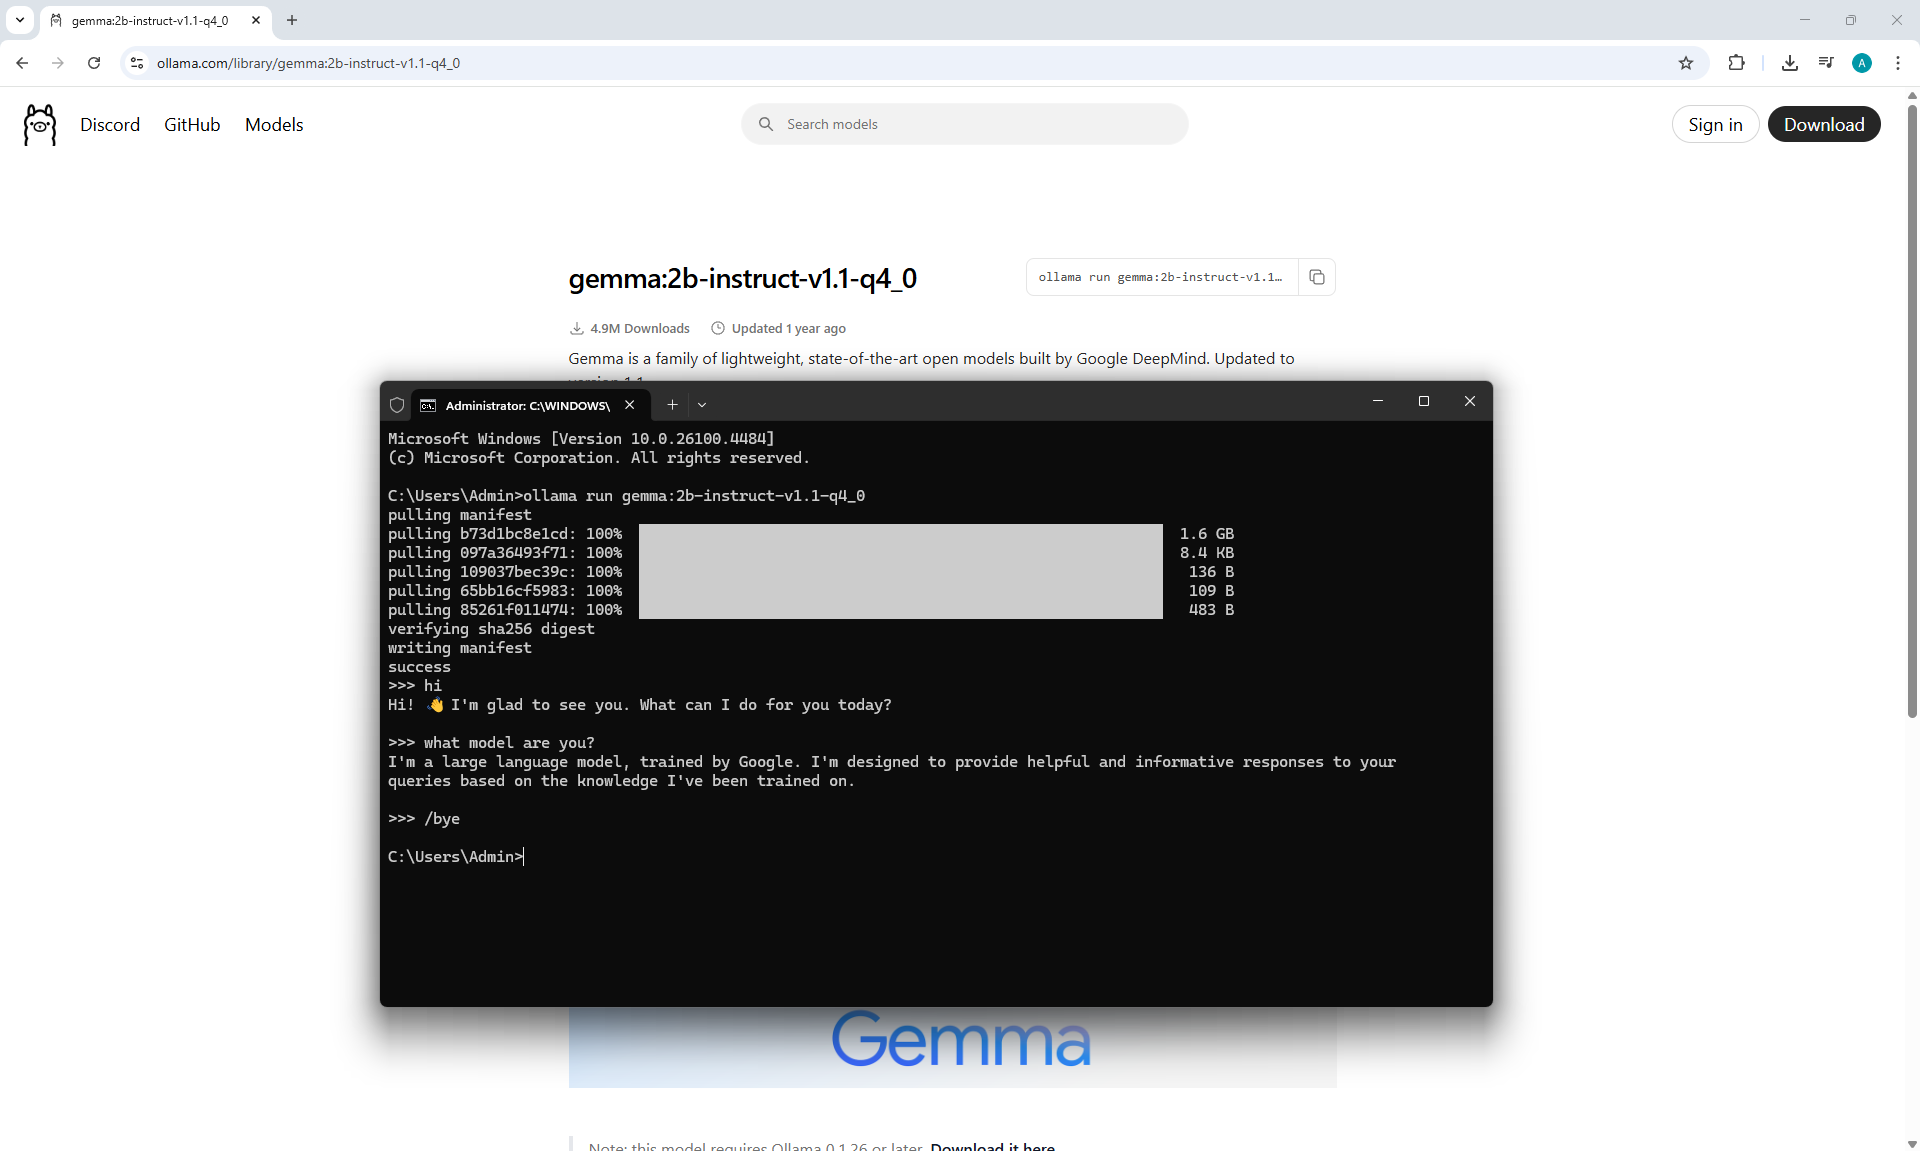 gemma:2b-instruct-v1.1-q4_0
ollama.com/library/gemma:2b-instruct-v1.1-q4_0
A
Discord GitHub Models
Search models
Sign in
Download
gemma:2b-instruct-v1.1-q4_0
ollama run gemma:2b-instruct-v1.1...
4.9M Downloads Updated 1 year ago
Gemma is a family of lightweight, state-of-the-art open models built by Google DeepMind. Updated to
version 1.1
Administrator: C:\WINDOWS\
Microsoft Windows [Version 10.0.26100.4484]
(c) Microsoft Corporation. All rights reserved.
C:\Users\Admin>ollama run gemma:2b-instruct-v1.1-q4_0
pulling manifest
pulling b73d1bc8e1cd: 100% 1.6 GB
pulling 097a36493f71: 100% 8.4 KB
pulling 109037bec39c: 100% 136 B
pulling 65bb16cf5983: 100% 109 B
pulling 85261f011474: 100% 483 B
verifying sha256 digest
writing manifest
success
>>> hi
Hi! 👋 I'm glad to see you. What can I do for you today?
>>> what model are you?
I'm a large language model, trained by Google. I'm designed to provide helpful and informative responses to your
queries based on the knowledge I've been trained on.
>>> /bye
C:\Users\Admin>
Gemma
Note: this model requires Ollama 0.1.26 or later. Download it here